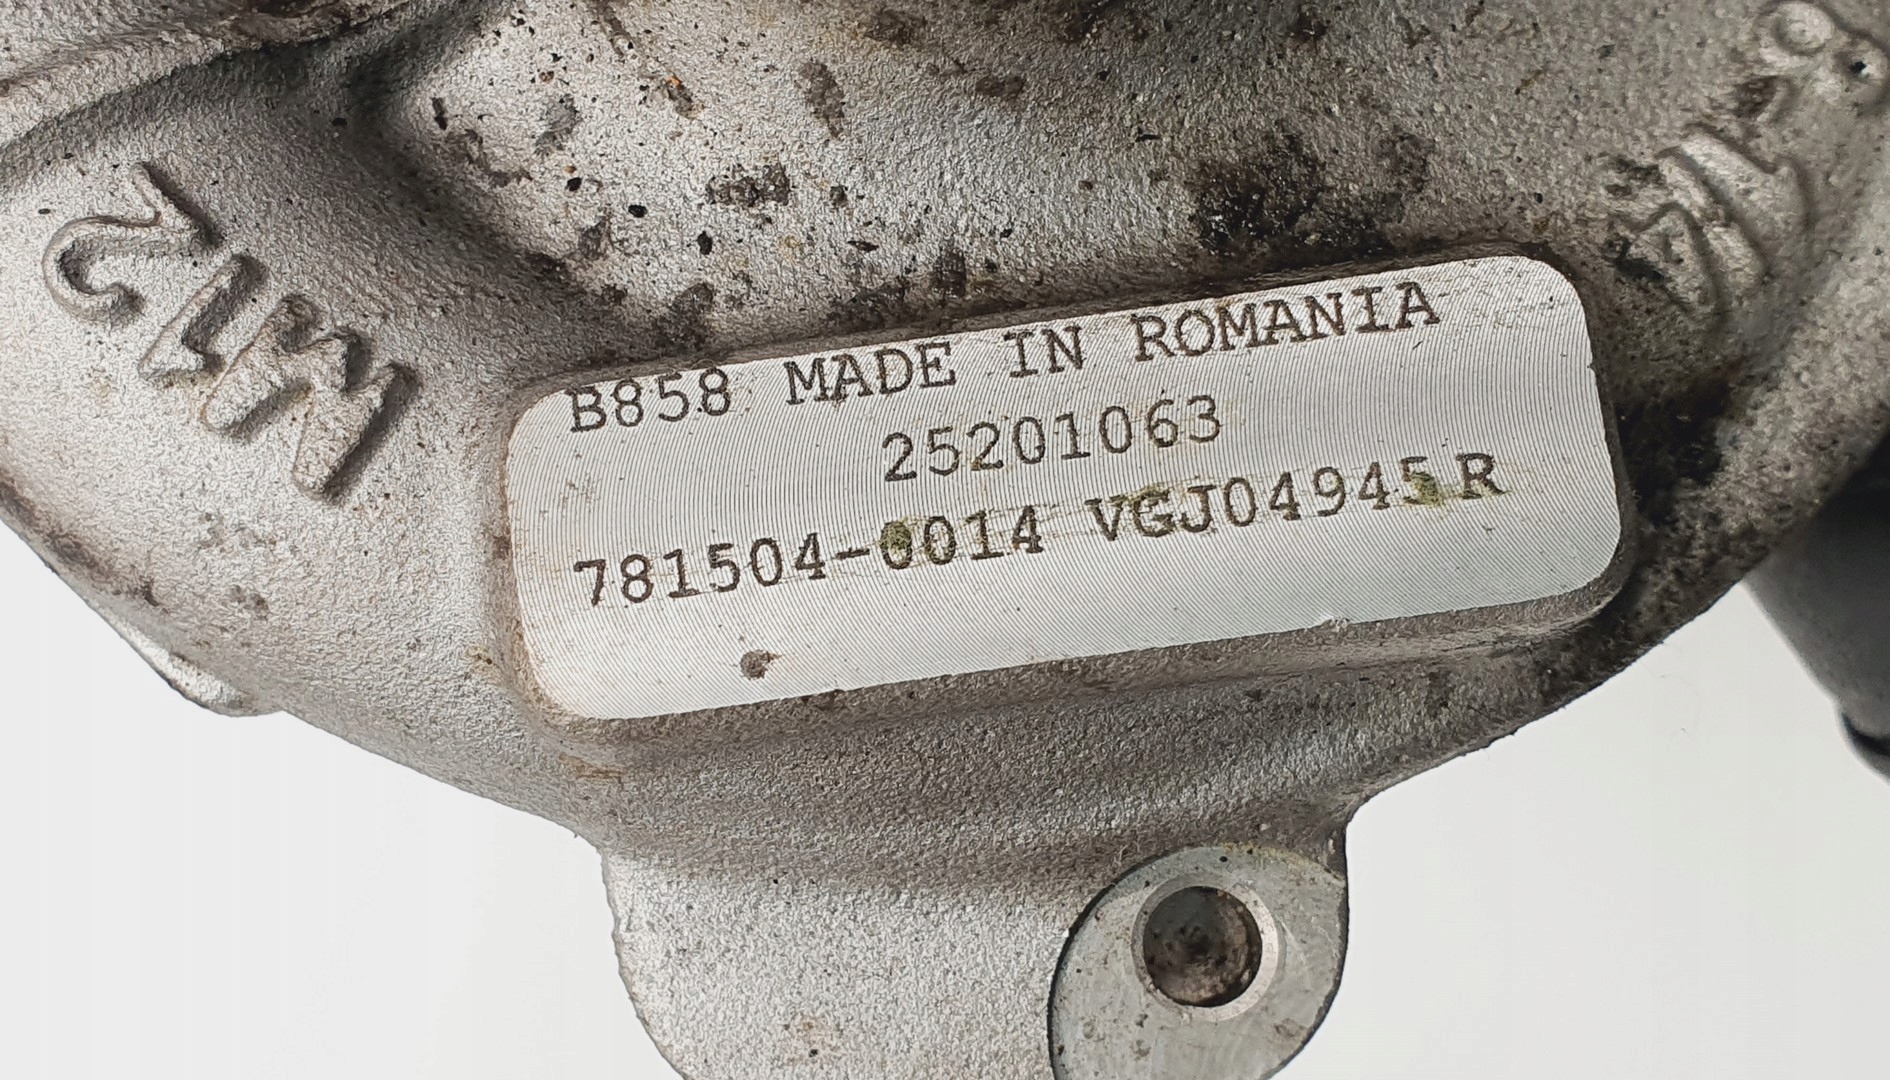 B858 MADE IN ROMANIA
25201063
781504-0014 VGJ04945R